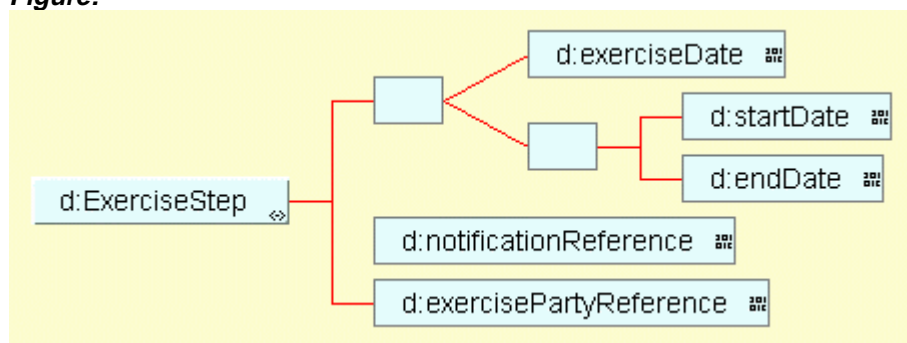 Figure:
d:exerciseDate
d:startDate
d:ExerciseStep
d:endDate
d:notificationReference
d:exercisePartyReference